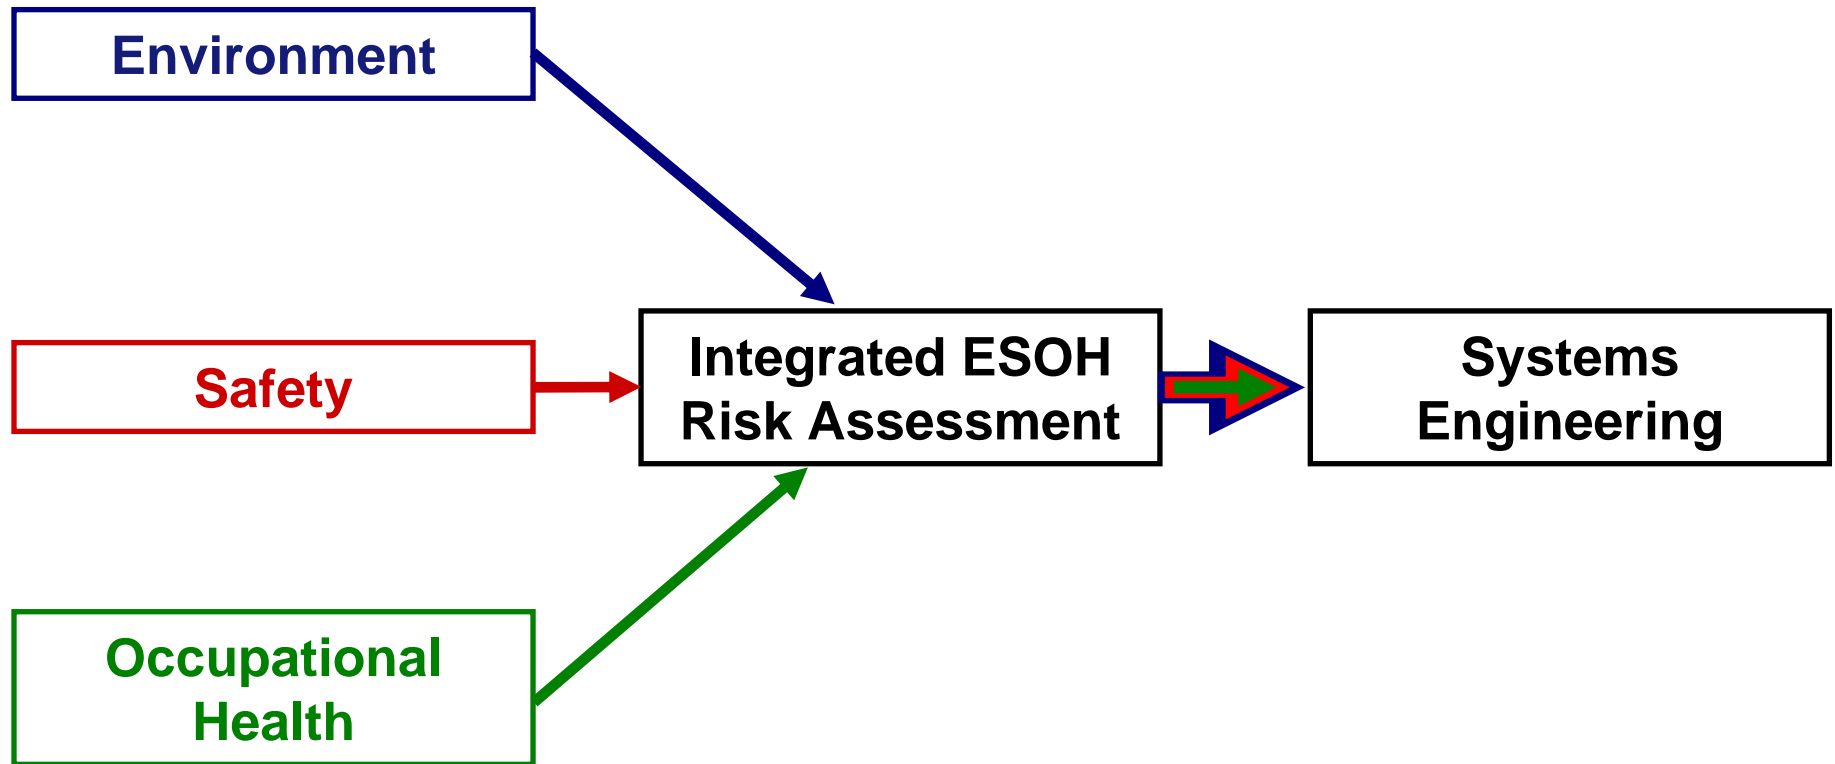 Environment
Safety
Integrated ESOH
Risk Assessment
Systems
Engineering
Occupational
Health